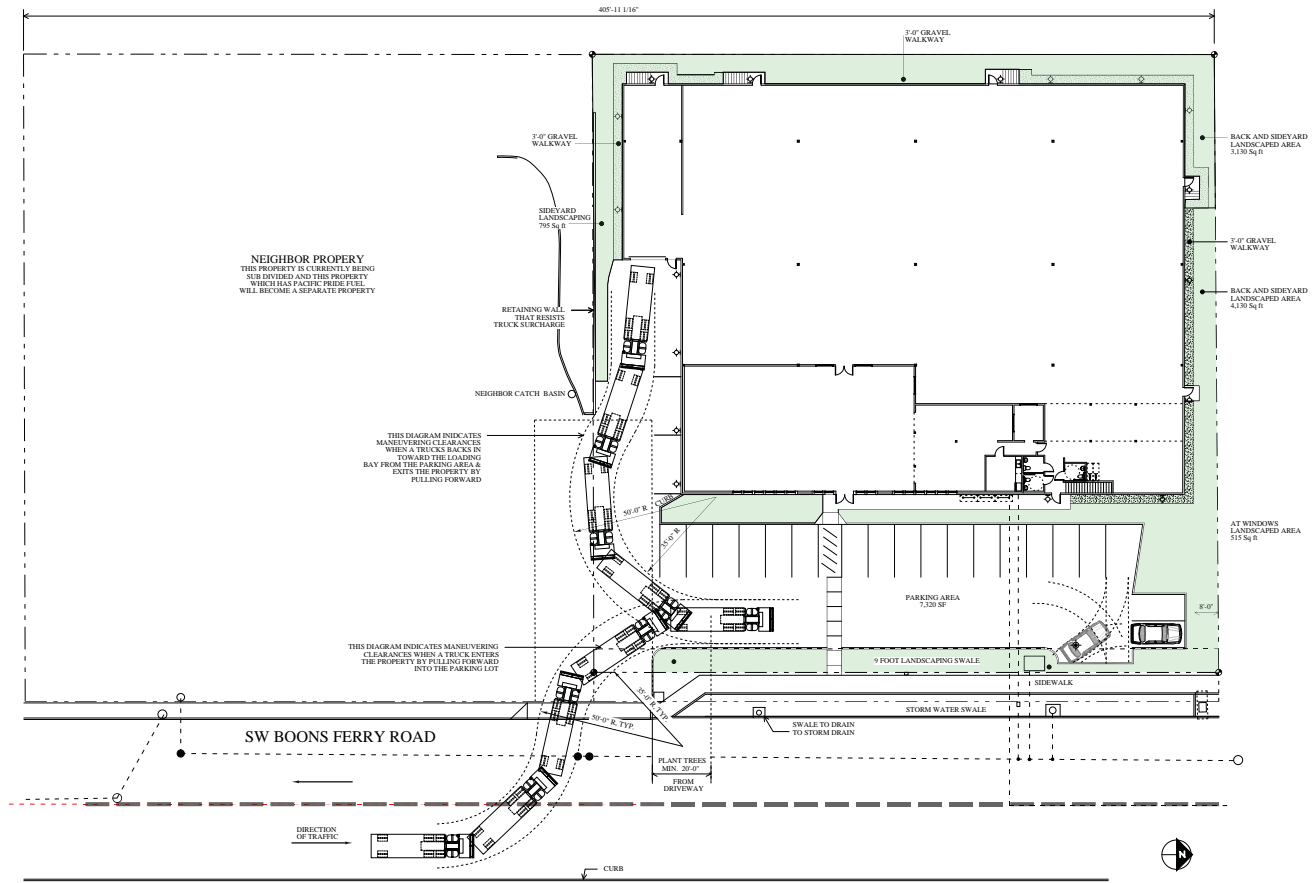 405'-11 1/16"
3'-0" GRAVEL
WALKWAY
3'-0" GRAVEL
WALKWAY
BACK AND SIDEYARD
LANDSCAPED AREA
3,130 Sq ft
SIDEYARD
LANDSCAPING
795 Sq ft
3'-0" GRAVEL
WALKWAY
NEIGHBOR PROPERY
THIS PROPERTY IS CURRENTLY BEING
SUB DIVIDED AND THIS PROPERTY
WHICH HAS PACIFIC PRIDE FUEL
WILL BECOME A SEPARATE PROPERTY
BACK AND SIDEYARD
LANDSCAPED AREA
4,130 Sq ft
RETAINING WALL
THAT RESISTS
TRUCK SURCHARGE
NEIGHBOR CATCH BASIN
THIS DIAGRAM INIDCATES
MANEUVERING CLEARANCES
WHEN A TRUCKS BACKS IN
TOWARD THE LOADING
BAY FROM THE PARKING AREA &
EXITS THE PROPERTY BY
PULLING FORWARD
CURB
50'-0" R
35'-0" R
AT WINDOWS
LANDSCAPED AREA
515 Sq ft
PARKING AREA
7,320 SF
8'-0"
THIS DIAGRAM INDICATES MANEUVERING
CLEARANCES WHEN A TRUCK ENTERS
THE PROPERTY BY PULLING FORWARD
INTO THE PARKING LOT
9 FOOT LANDSCAPING SWALE
SIDEWALK
35'-0" R, TYP.
50'-0" R. TYP.
STORM WATER SWALE
SWALE TO DRAIN
TO STORM DRAIN
SW BOONS FERRY ROAD
PLANT TREES
MIN. 20'-0"
FROM
DRIVEWAY
DIRECTION
OF TRAFFIC
CURB
N